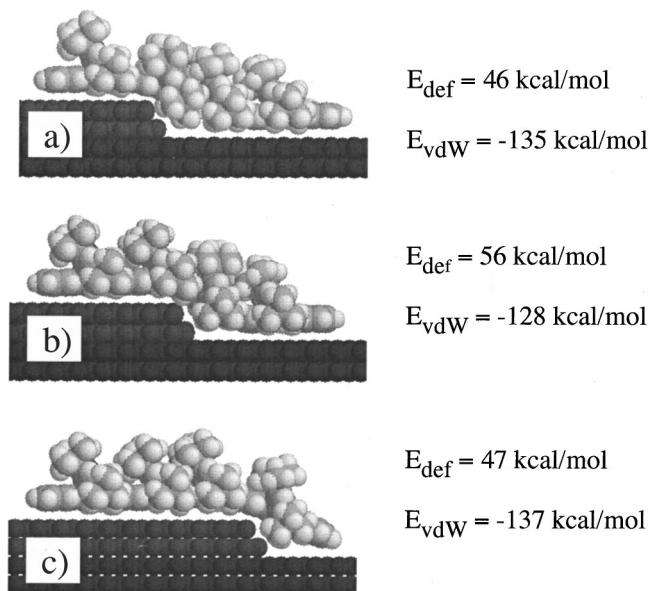 a)
E_def = 46 kcal/mol
E_vdW = -135 kcal/mol
b)
E_def = 56 kcal/mol
E_vdW = -128 kcal/mol
c)
E_def = 47 kcal/mol
E_vdW = -137 kcal/mol